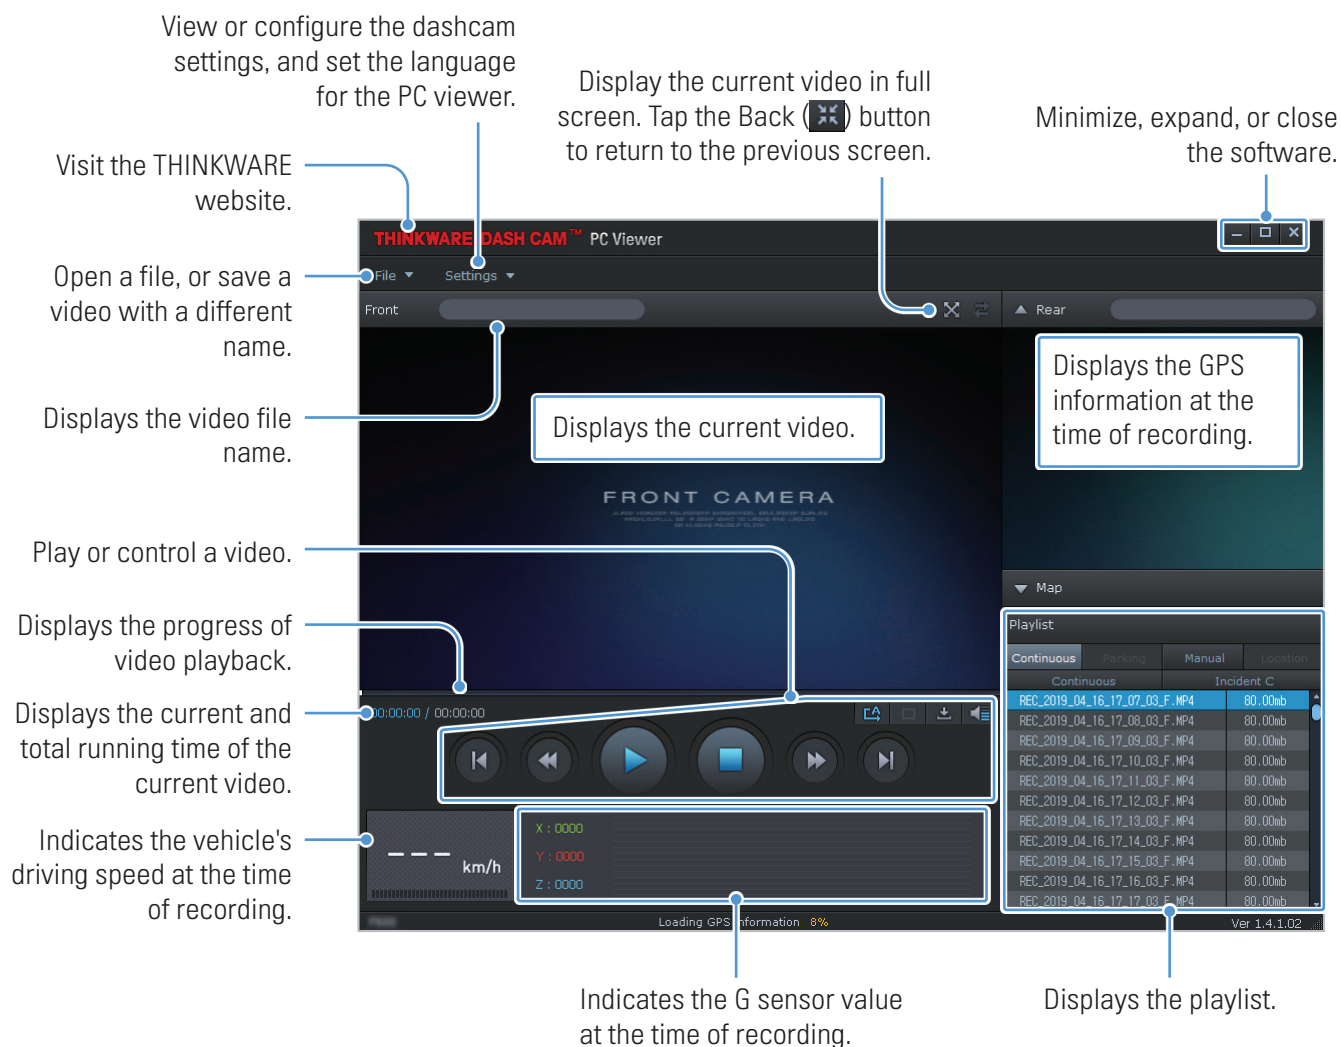 View or configure the dashcam
settings, and set the language
for the PC viewer.
Display the current video in full
screen. Tap the Back ( ) button
to return to the previous screen.
Minimize, expand, or close
the software.
Visit the THINKWARE
website.
Open a file, or save a
video with a different
name.
Displays the video file
name.
Play or control a video.
Displays the progress of
video playback.
Displays the current and
total running time of the
current video.
Indicates the vehicle's
driving speed at the time
of recording.
THINKWARE DASH CAM™ PC Viewer
File Settings
Front
Rear
Displays the current video.
Displays the GPS
information at the
time of recording.
FRONT CAMERA
Map
Playlist
Continuous Parking Manual Location
Continuous Incident C
REC_2019_04_16_17_07_03_F.MP4 80.00mb
REC_2019_04_16_17_08_03_F.MP4 80.00mb
REC_2019_04_16_17_09_03_F.MP4 80.00mb
REC_2019_04_16_17_10_03_F.MP4 80.00mb
REC_2019_04_16_17_11_03_F.MP4 80.00mb
REC_2019_04_16_17_12_03_F.MP4 80.00mb
REC_2019_04_16_17_13_03_F.MP4 80.00mb
REC_2019_04_16_17_14_03_F.MP4 80.00mb
REC_2019_04_16_17_15_03_F.MP4 80.00mb
REC_2019_04_16_17_16_03_F.MP4 80.00mb
REC_2019_04_16_17_17_03_F.MP4 80.00mb
00:00:00 / 00:00:00
--- km/h
X : 0000
Y : 0000
Z : 0000
Loading GPS information 8%
Ver 1.4.1.02
Indicates the G sensor value
at the time of recording.
Displays the playlist.